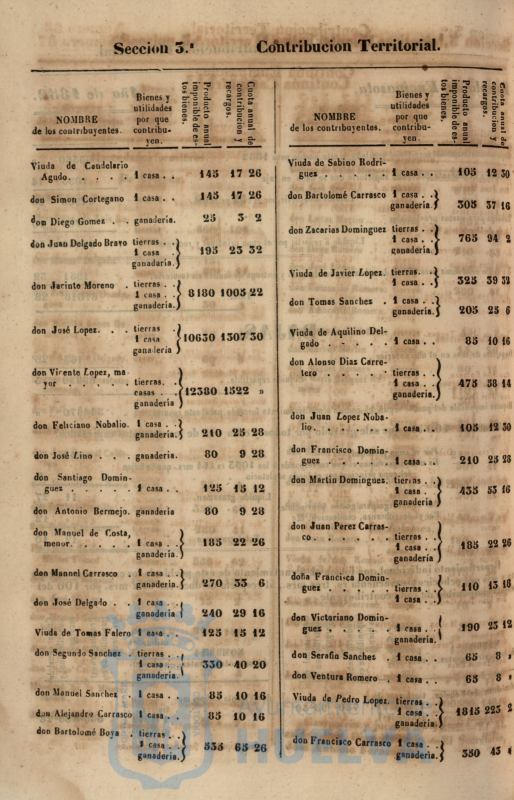 Seccion 3.ª Contribucion Territorial.
NOMBRE
de los contribuyentes.
Bienes y
utilidades
por que
contribu-
yen.
Producto anual
imponible de es-
tos bienes.
Cuota anual de
contribucion y
recargos.
Viuda de Candelario
Agudo. . . . . 1 casa . . 145 17 26
don Simon Cortegano 1 casa . . 145 17 26
don Diego Gomez . . ganaderia. 25 3 2
don Juan Delgado Bravo tierras . .
1 casa . 195 23 32
ganadaria.
don Jacinto Moreno . tierras . .
1 casa . . 8180 1003 22
ganaderia.
don José Lopez. . . tierras .
1 casa 10630 1307 30
ganaderia
don Vicente Lopez, ma
yor . . . . . tierras. .
casas . . 12380 1522 »
ganaderia
don Feliciano Nobalio. 1 casa . .
ganaderia. 210 25 28
don José Lino . . . ganaderia. 80 9 28
don Santiago Domin-
guez . . . . . 1 casa . . 125 15 12
don Antonio Bermejo. ganaderia 80 9 28
don Manuel de Costa,
menor. . . . . 1 casa . . 185 22 26
ganaderia.
don Manuel Carrasco . 1 casa . .
ganaderia. 270 33 6
don José Delgado . . 1 casa . .
ganaderia 240 29 16
Viuda de Tomas Falero 1 casa . . 125 15 12
don Segundo Sanchez . tierras . .
1 casa . . 330 40 20
ganaderia.
don Manuel Sanchez . 1 casa . . 85 10 16
don Alejandro Carrasco 1 casa . . 85 10 16
don Bartolomé Boya . tierras . .
1 casa . . 535 65 26
ganaderia.
NOMBRE
de los contribuyentes.
Bienes y
utilidades
por que
contribu-
yen.
Producto anual
imponible de es-
tos bienes.
Cuota anual de
contribucion y
recargos.
Viuda de Sabino Rodri-
guez . . . . . 1 casa . . 105 12 30
don Bartolomé Carrasco 1 casa . .
ganaderia. 305 37 16
don Zacarias Dominguez tierras . .
1 casa . . 765 94 2
ganaderia.
Viuda de Javier Lopez. tierras. .
1 casa . . 325 39 32
don Tomas Sanchez . 1 casa . .
ganaderia. 205 25 6
Viuda de Aquilino Del-
gado . . . . . 1 casa . . 85 10 16
don Alonso Dias Carre-
tero . . . . . tierras . .
1 casa . . 475 58 14
ganaderia.
don Juan Lopez Noba-
lio. . . . . . 1 casa . . 105 12 30
don Francisco Domin-
guez . . . . . 1 casa . . 210 25 28
don Martin Dominguez. tierras . .
1 casa . 435 53 16
ganaderia
don Juan Perez Carras-
co. . . . . . tierras . .
1 casa . . 185 22 26
ganaderia
doña Francisca Domin-
guez . . . . . tierras . . 110 13 18
1 casa . .
don Victoriano Domin-
guez . . . . . 1 casa . . 190 23 12
ganaderia.
don Serafin Sanchez . 1 casa . . 65 8
don Ventura Romero . 1 casa . . 65 8
Viuda de Pedro Lopez. tierras . .
1 casa . . 1815 223 2
ganaderia
don Francisco Carrasco 1 casa . .
ganaderia. 350 43
HUELVA